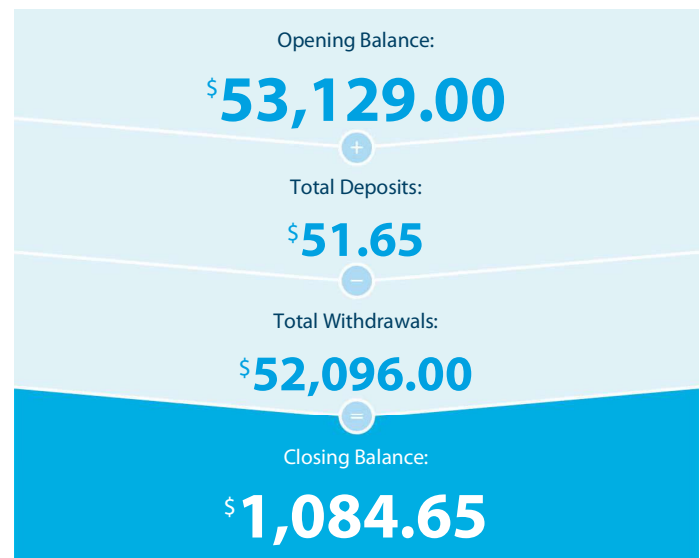 Opening Balance:
$53,129.00
+
Total Deposits:
$51.65
−
Total Withdrawals:
$52,096.00
=
Closing Balance:
$1,084.65